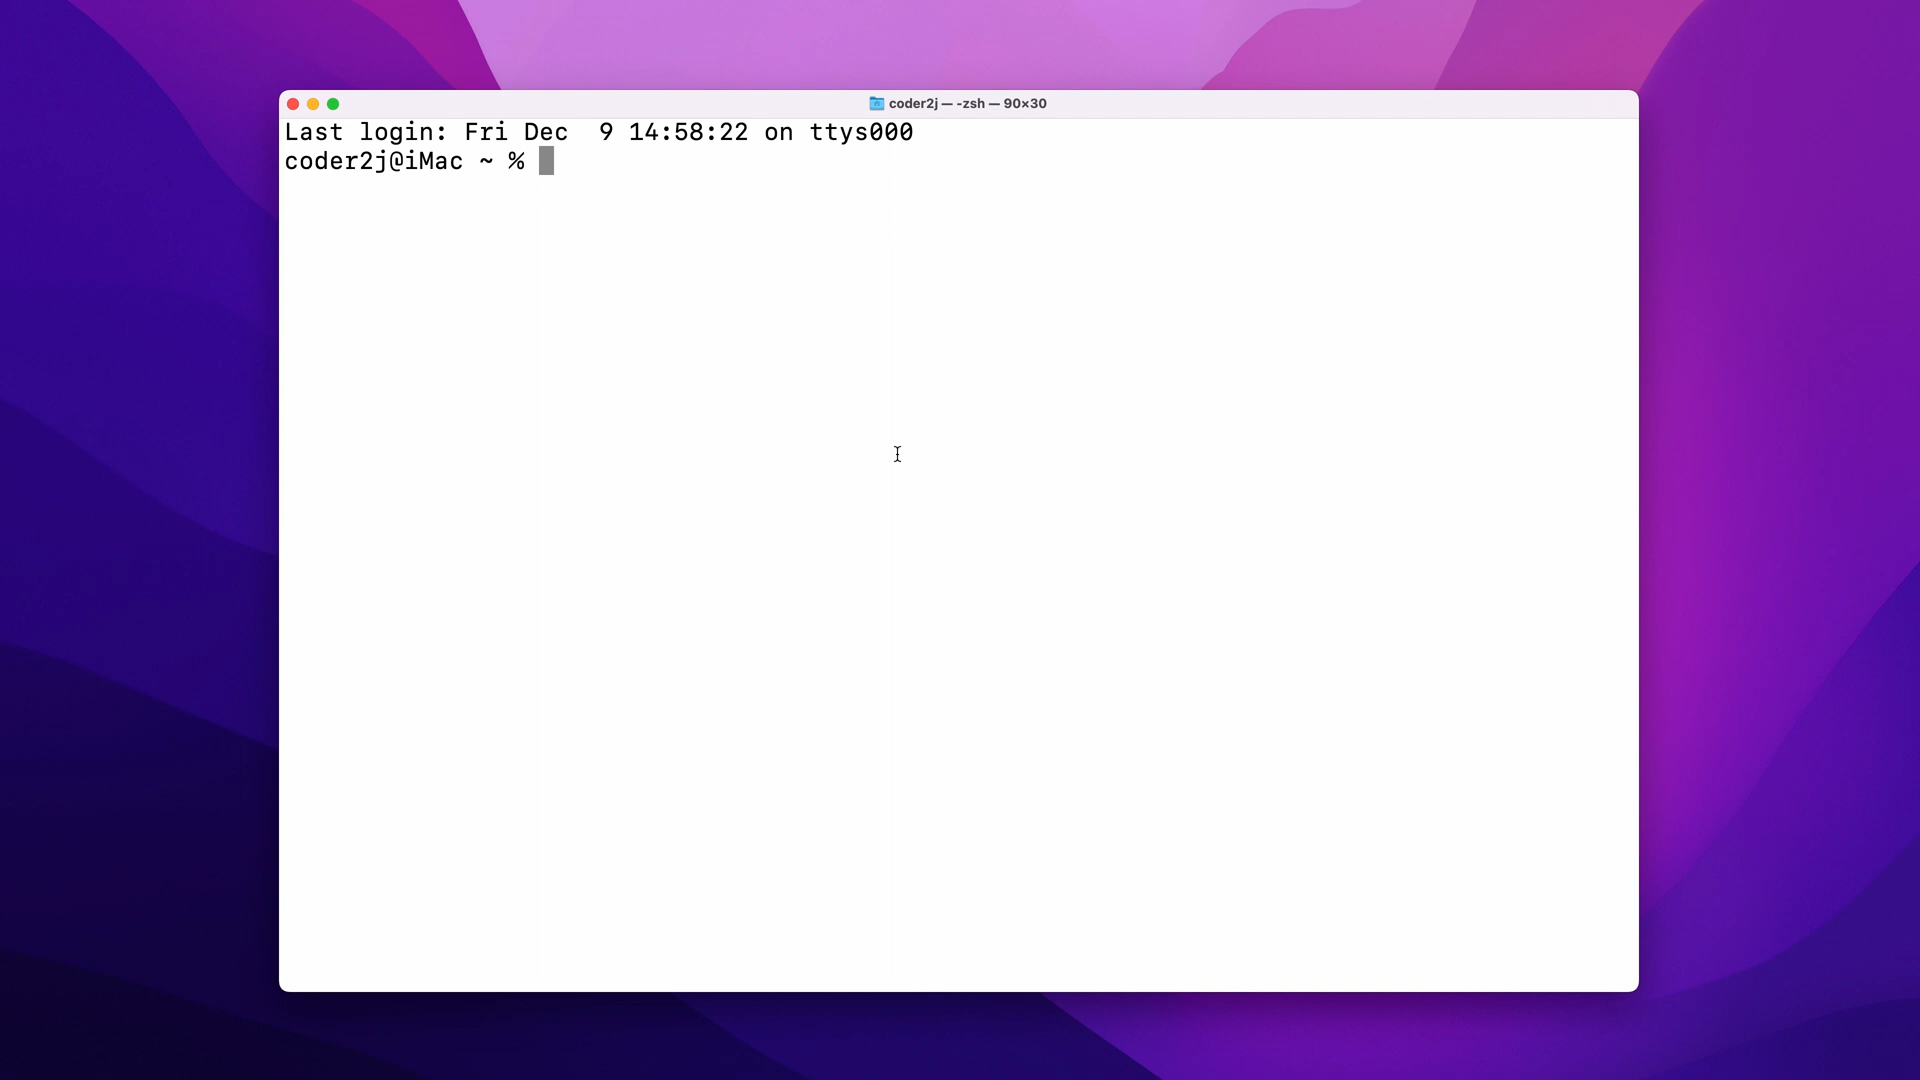 coder2j — -zsh — 90×30
Last login: Fri Dec  9 14:58:22 on ttys000
coder2j@iMac ~ %